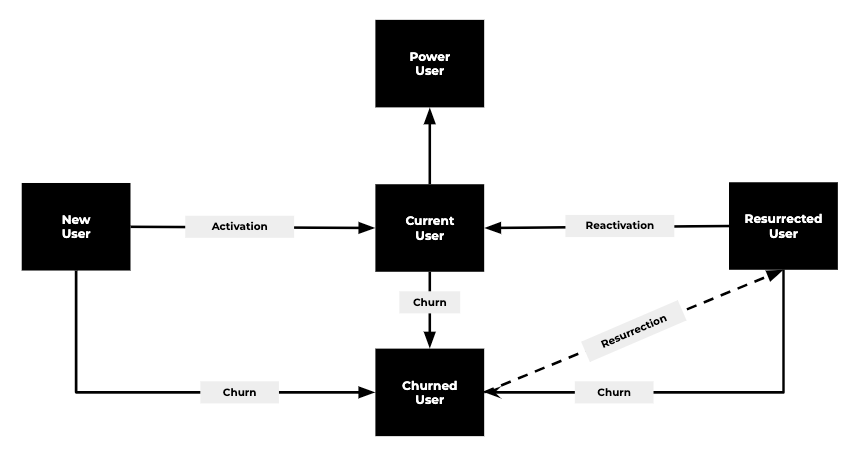 Power
User
New
User
Activation
Current
User
Reactivation
Resurrected
User
Churn
Resurrection
Churn
Churned
User
Churn